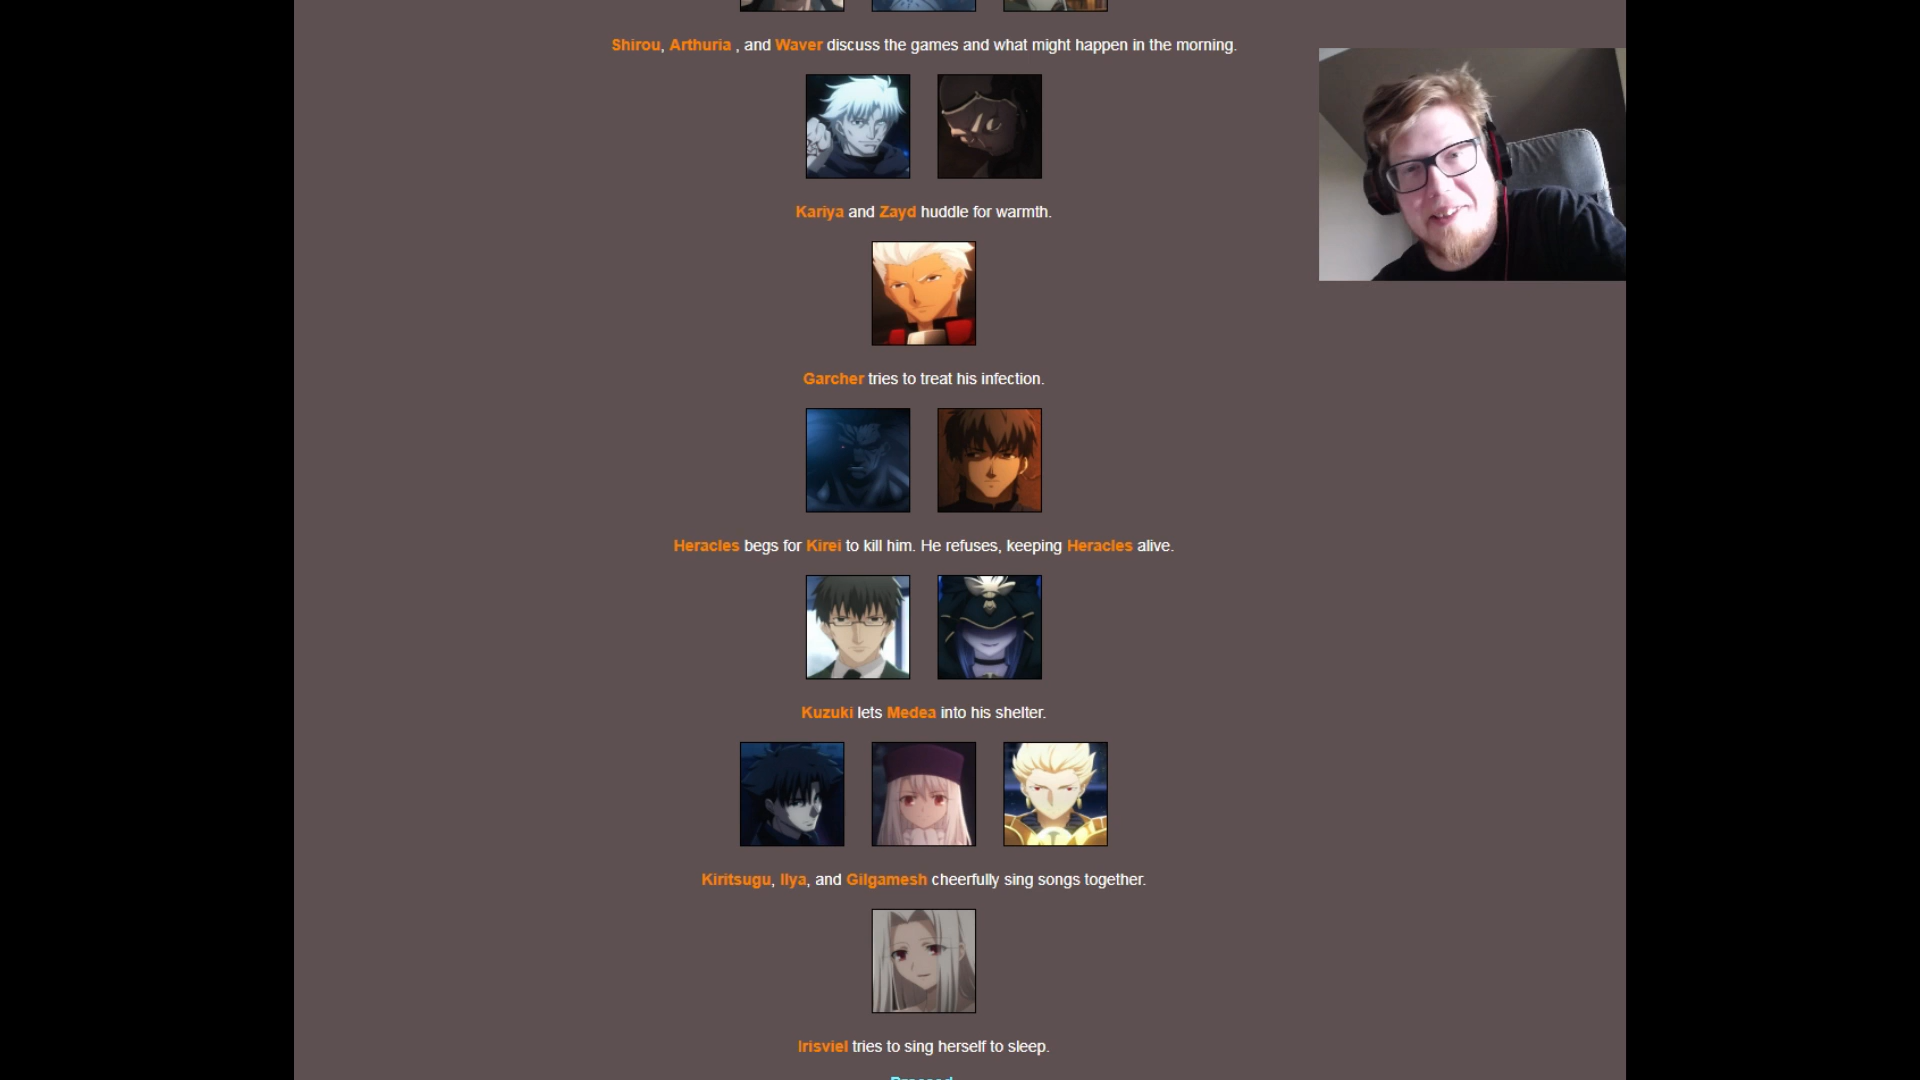 Shirou, Arthuria , and Waver discuss the games and what might happen in the morning.
Kariya and Zayd huddle for warmth.
Garcher tries to treat his infection.
Heracles begs for Kirei to kill him. He refuses, keeping Heracles alive.
Kuzuki lets Medea into his shelter.
Kiritsugu, Ilya, and Gilgamesh cheerfully sing songs together.
Irisviel tries to sing herself to sleep.